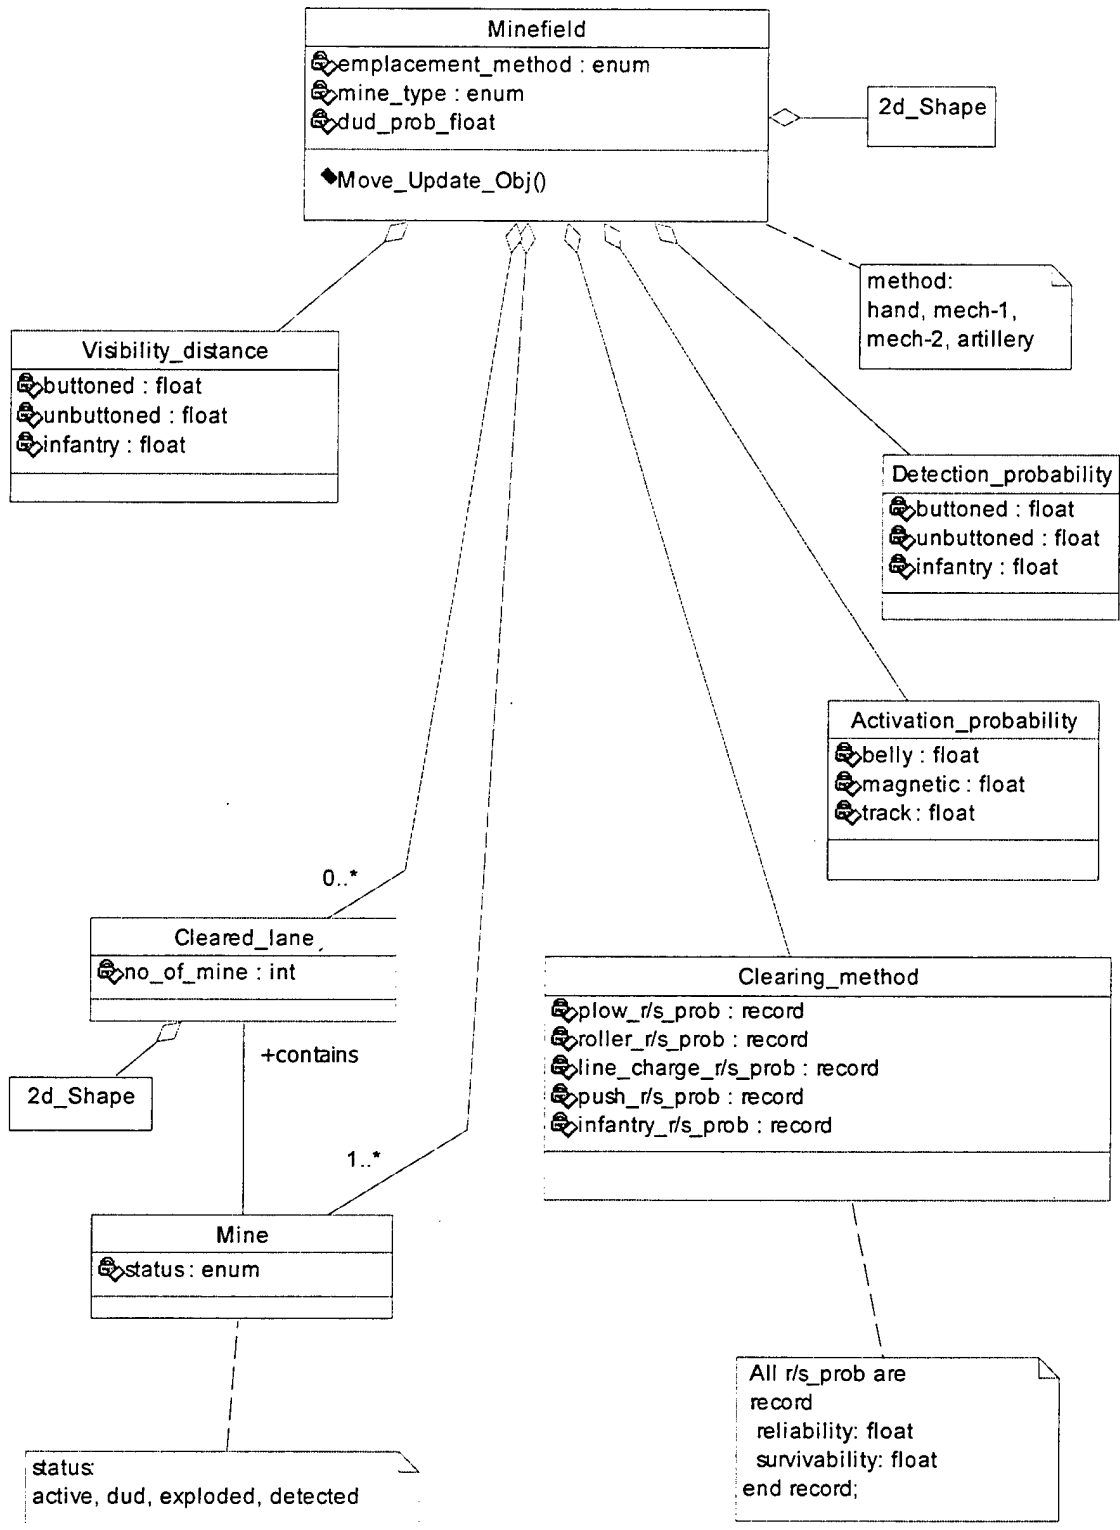 Minefield
emplacement_method : enum
mine_type : enum
dud_prob_float
Move_Update_Obj()
2d_Shape
method:
hand, mech-1,
mech-2, artillery
Visibility_distance
buttoned : float
unbuttoned : float
infantry : float
Detection_probability
buttoned : float
unbuttoned : float
infantry : float
Activation_probability
belly : float
magnetic : float
track : float
0..*
Cleared_lane
no_of_mine : int
+contains
2d_Shape
1..*
Clearing_method
plow_r/s_prob : record
roller_r/s_prob : record
line_charge_r/s_prob : record
push_r/s_prob : record
infantry_r/s_prob : record
Mine
status : enum
All r/s_prob are
record
reliability: float
survivability: float
end record;
status:
active, dud, exploded, detected